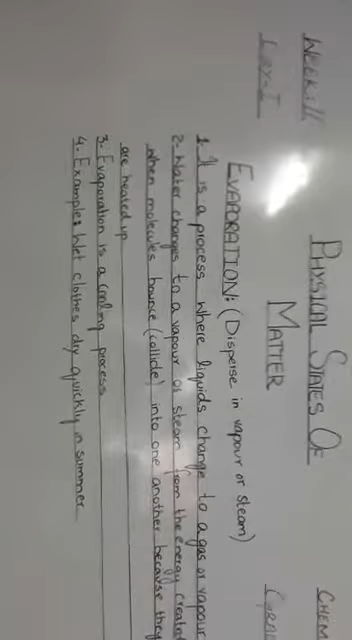 WEEK:11
PHYSICAL STATES OF
MATTER
CHEM
LEC-I
EVAPORATION: (Disperse in vapour or steam)
1. It is a process where liquids change to a gas or vapour
2- Water changes to a vapour or steam from the energy created
when molecules bounce (collide) into one another because they
are heated up.
3- Evaporation is a cooling process
4- Example: Wet clothes dry quickly in summer.